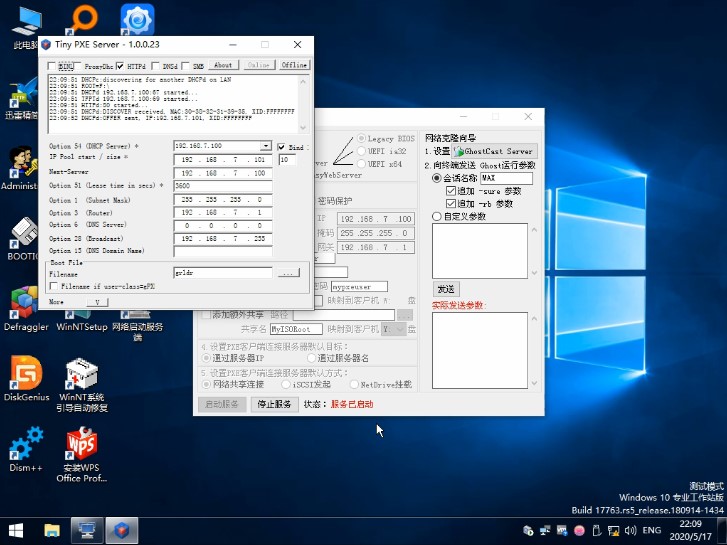 此电脑
迅雷精简
Administ
BOOTIC
Defraggler
WinNTSetup
网络启动服务端
DiskGenius
WinNT系统
引导自动修复
Dism++
安装WPS
Office Prof...
Tiny PXE Server - 1.0.0.23
BINL ProxyDhc HTTPd DNSd SMB About Online Offline
22:09:51 DHCPc:discovering for another DHCPd on LAN
22:09:51 ROOT=F:\
22:09:51 DHCPd 192.168.7.100:67 started...
22:09:51 TFTPd 192.168.7.100:69 started...
22:09:51 HTTPd:80 started...
22:09:51 DHCPd:DISCOVER received, MAC:30-30-32-31-39-35, XID:FFFFFFFF
22:09:52 DHCPd:OFFER sent, IP:192.168.7.101, XID:FFFFFFFF
Option 54 (DHCP Server) * 192.168.7.100 Bind
IP Pool start / size * 192 . 168 . 7 . 101 10
Next-Server 192 . 168 . 7 . 100
Option 51 (Lease time in secs) * 3600
Option 1 (Subnet Mask) 255 . 255 . 255 . 0
Option 3 (Router) 192 . 168 . 7 . 1
Option 6 (DNS Server) 0 . 0 . 0 . 0
Option 28 (Broadcast) 192 . 168 . 7 . 255
Option 15 (DNS Domain Name)
Boot File
Filename grldr ...
Filename if user-class=gPXE
More V
Legacy BIOS
UEFI ia32
UEFI x64
rver
syWebServer
密码保护
IP 192 . 168 . 7 .100
掩码 255 .255 .255 . 0
网关 192 . 168 . 7 . 1
密码 mypxeuser
映射到客户机 A: 盘
添加额外共享 路径 ...
共享名 MyISORoot 映射到客户机 Y: 盘
4.设置PXE客户端连接服务器默认目标:
通过服务器IP 通过服务器名
5.设置PXE客户端连接服务器默认方式:
网络共享连接 iSCSI发起 NetDrive挂载
启动服务 停止服务 状态: 服务已启动
网络克隆向导
1.设置 GhostCast Server
2.向终端发送 Ghost运行参数
会话名称 MAX
追加 -sure 参数
追加 -rb 参数
自定义参数
发送
实际发送参数:
测试模式
Windows 10 专业工作站版
Build 17763.rs5_release.180914-1434
ENG
22:09
2020/5/17